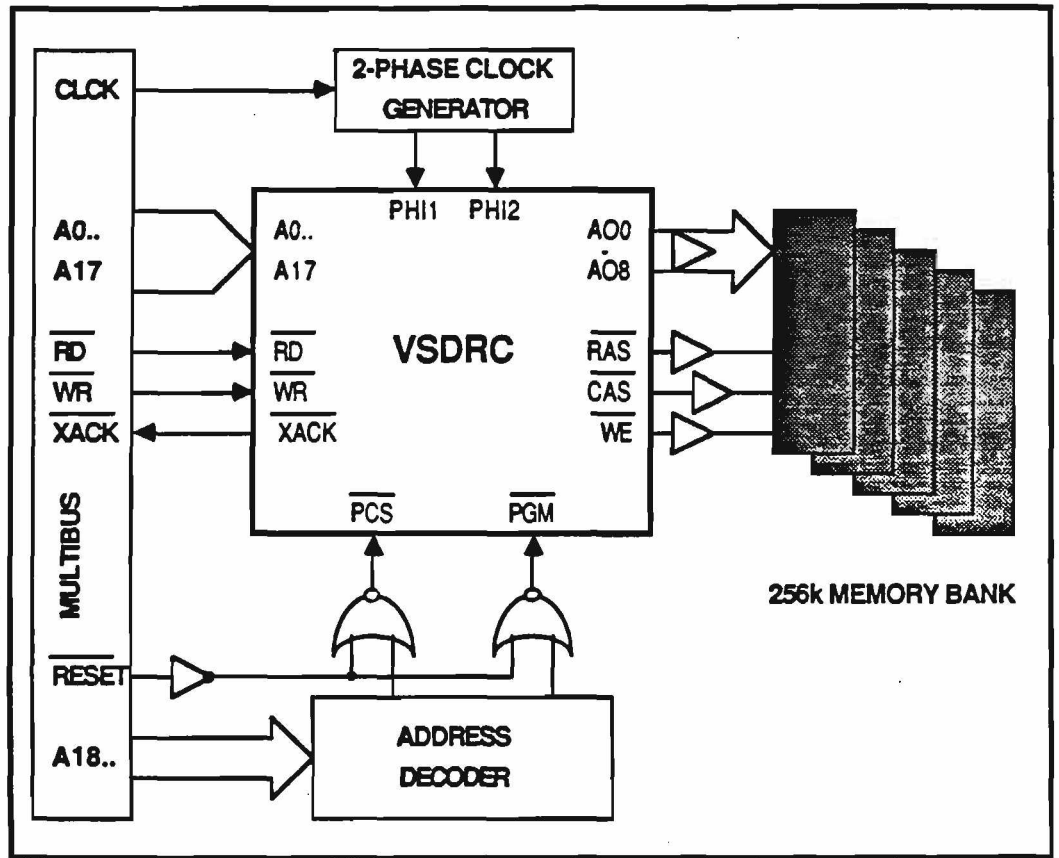 CLCK
2-PHASE CLOCK
GENERATOR
PHI1 PHI2
A0..
A17
A0..
A17
AO0
AO8
RD
WR
XACK
RD
WR
XACK
VSDRC
RAS
CAS
WE
PCS
PGM
MULTIBUS
256k MEMORY BANK
RESET
A18..
ADDRESS
DECODER